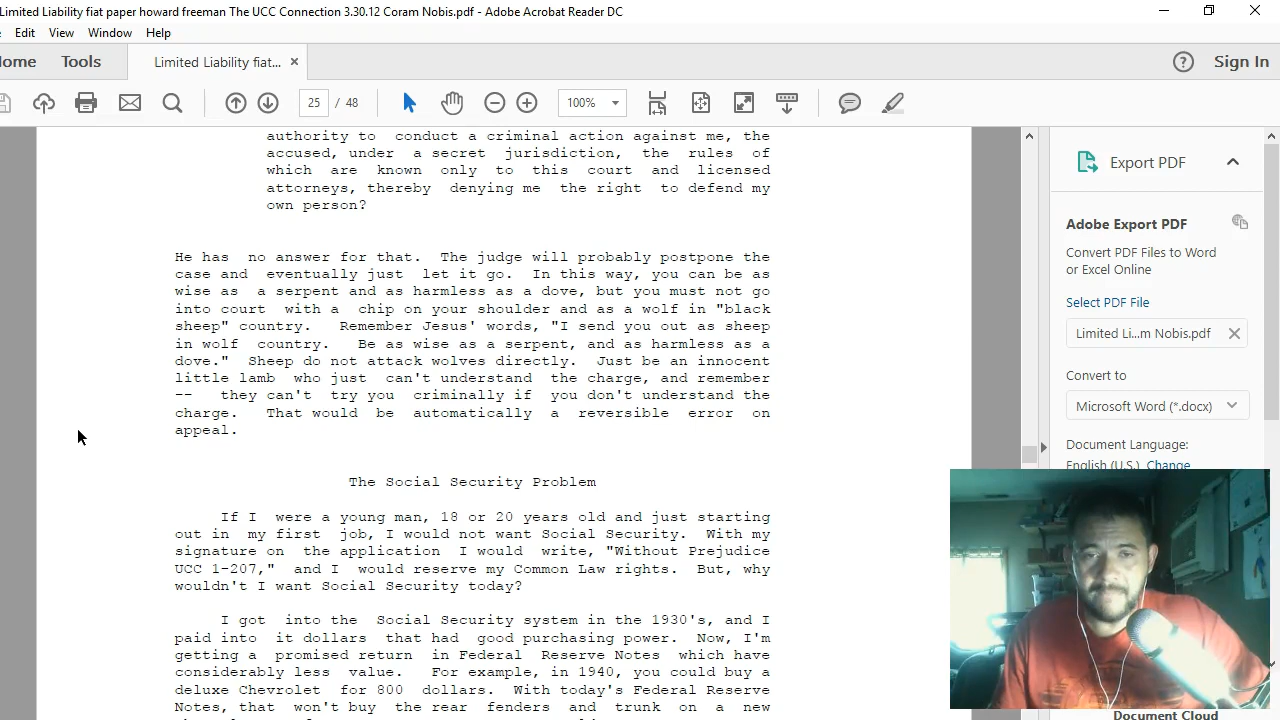 Limited Liability fiat paper howard freeman The UCC Connection 3.30.12 Coram Nobis.pdf - Adobe Acrobat Reader DC
Edit View Window Help
Home Tools Limited Liability fiat... × Sign In
25 / 48 100%
authority to conduct a criminal action against me, the
accused, under a secret jurisdiction, the rules of
which are known only to this court and licensed
attorneys, thereby denying me the right to defend my
own person?
He has no answer for that. The judge will probably postpone the
case and eventually just let it go. In this way, you can be as
wise as a serpent and as harmless as a dove, but you must not go
into court with a chip on your shoulder and as a wolf in "black
sheep" country. Remember Jesus' words, "I send you out as sheep
in wolf country. Be as wise as a serpent, and as harmless as a
dove." Sheep do not attack wolves directly. Just be an innocent
little lamb who just can't understand the charge, and remember
-- they can't try you criminally if you don't understand the
charge. That would be automatically a reversible error on
appeal.
The Social Security Problem
If I were a young man, 18 or 20 years old and just starting
out in my first job, I would not want Social Security. With my
signature on the application I would write, "Without Prejudice
UCC 1-207," and I would reserve my Common Law rights. But, why
wouldn't I want Social Security today?
I got into the Social Security system in the 1930's, and I
paid into it dollars that had good purchasing power. Now, I'm
getting a promised return in Federal Reserve Notes which have
considerably less value. For example, in 1940, you could buy a
deluxe Chevrolet for 800 dollars. With today's Federal Reserve
Notes, that won't buy the rear fenders and trunk on a new
Export PDF
Adobe Export PDF
Convert PDF Files to Word
or Excel Online
Select PDF File
Limited Li...m Nobis.pdf
Convert to
Microsoft Word (*.docx)
Document Language:
English (U.S.) Change
Document Cloud